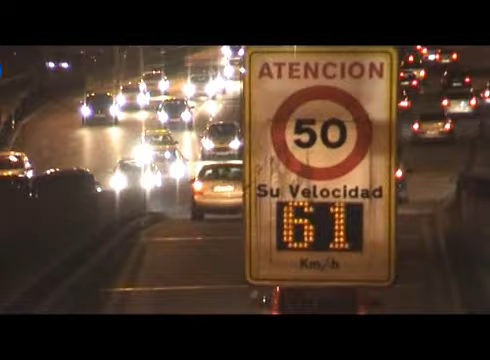 ATENCION
50
Su Velocidad
61
Km/h